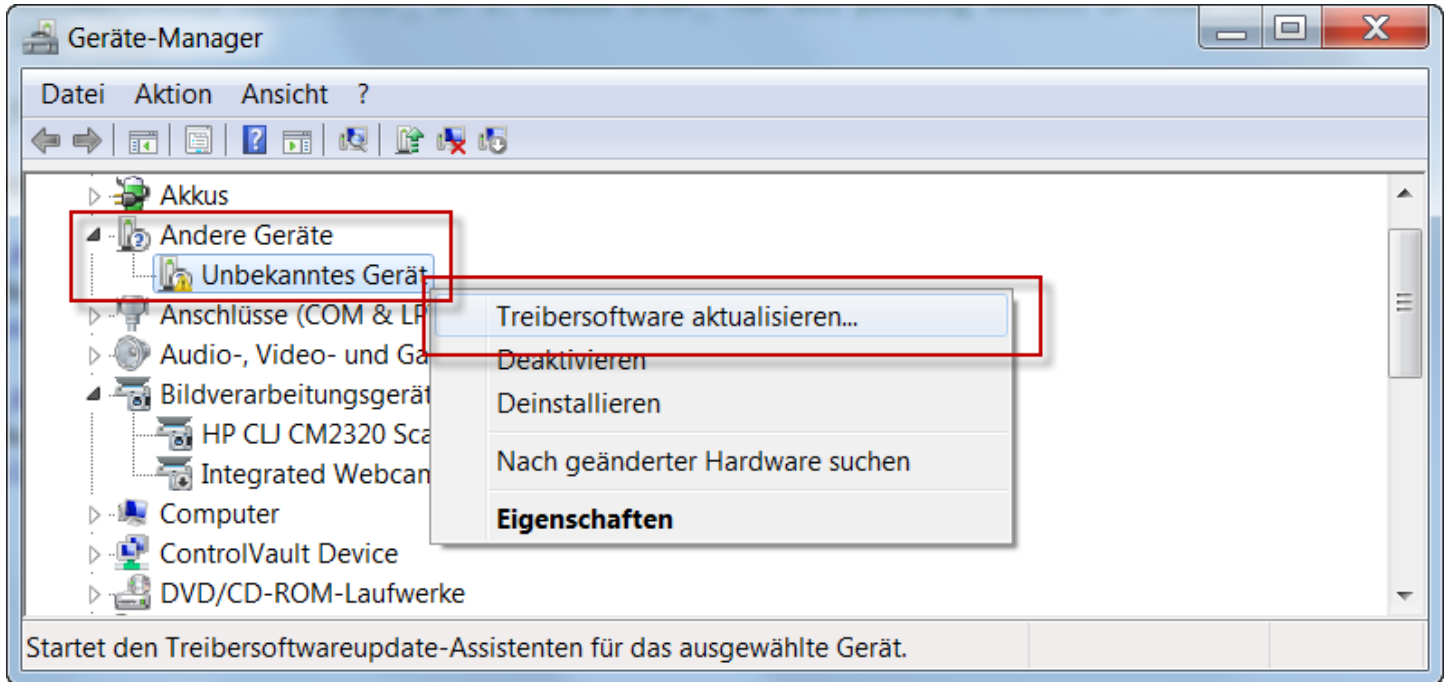 Geräte-Manager
Datei Aktion Ansicht ?
Akkus
Andere Geräte
Unbekanntes Gerät
Anschlüsse (COM & LP
Treibersoftware aktualisieren...
Audio-, Video- und Ga
Deaktivieren
Bildverarbeitungsgerät
Deinstallieren
HP CLJ CM2320 Sca
Integrated Webcam
Nach geänderter Hardware suchen
Computer
Eigenschaften
ControlVault Device
DVD/CD-ROM-Laufwerke
Startet den Treibersoftwareupdate-Assistenten für das ausgewählte Gerät.